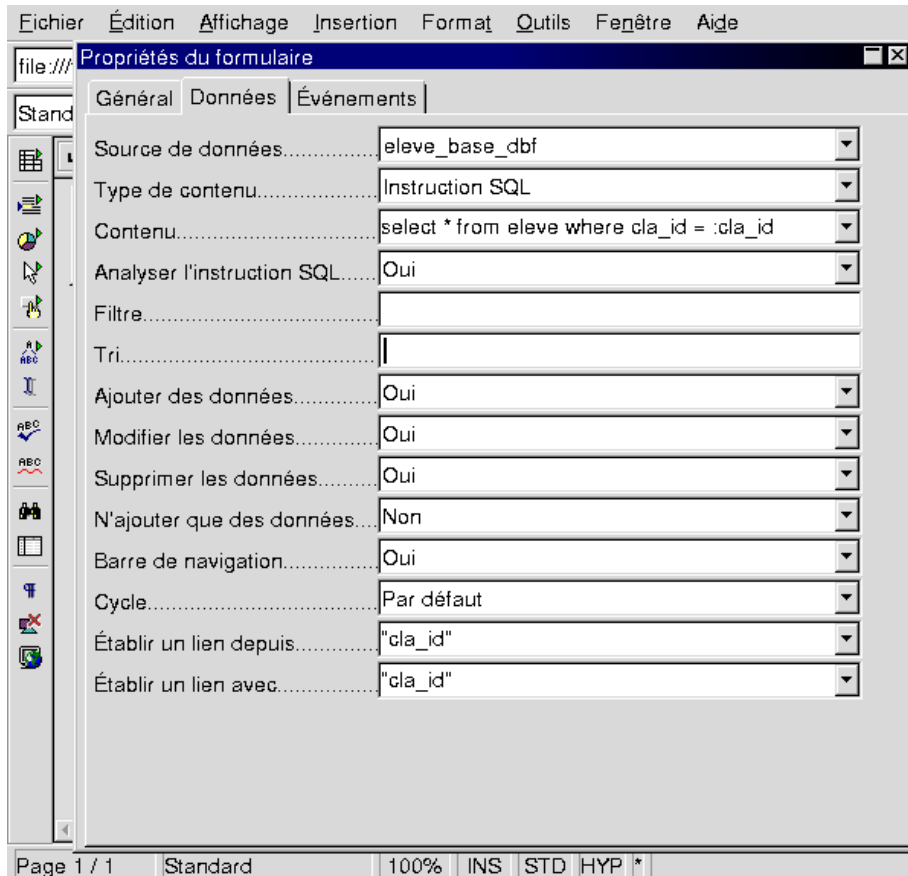 Fichier Édition Affichage Insertion Format Outils Fenêtre Aide
file:///
Propriétés du formulaire
Stand
Général Données Événements
Source de données................eleve_base_dbf
Type de contenu..................Instruction SQL
Contenu............................select * from eleve where cla_id = :cla_id
Analyser l'instruction SQL......Oui
Filtre.................................
Tri....................................
Ajouter des données.............Oui
Modifier les données.............Oui
Supprimer les données..........Oui
N'ajouter que des données....Non
Barre de navigation...............Oui
Cycle.................................Par défaut
Établir un lien depuis............."cla_id"
Établir un lien avec................"cla_id"
ABC
ABC
ABC
Page 1 / 1 Standard 100% INS STD HYP *